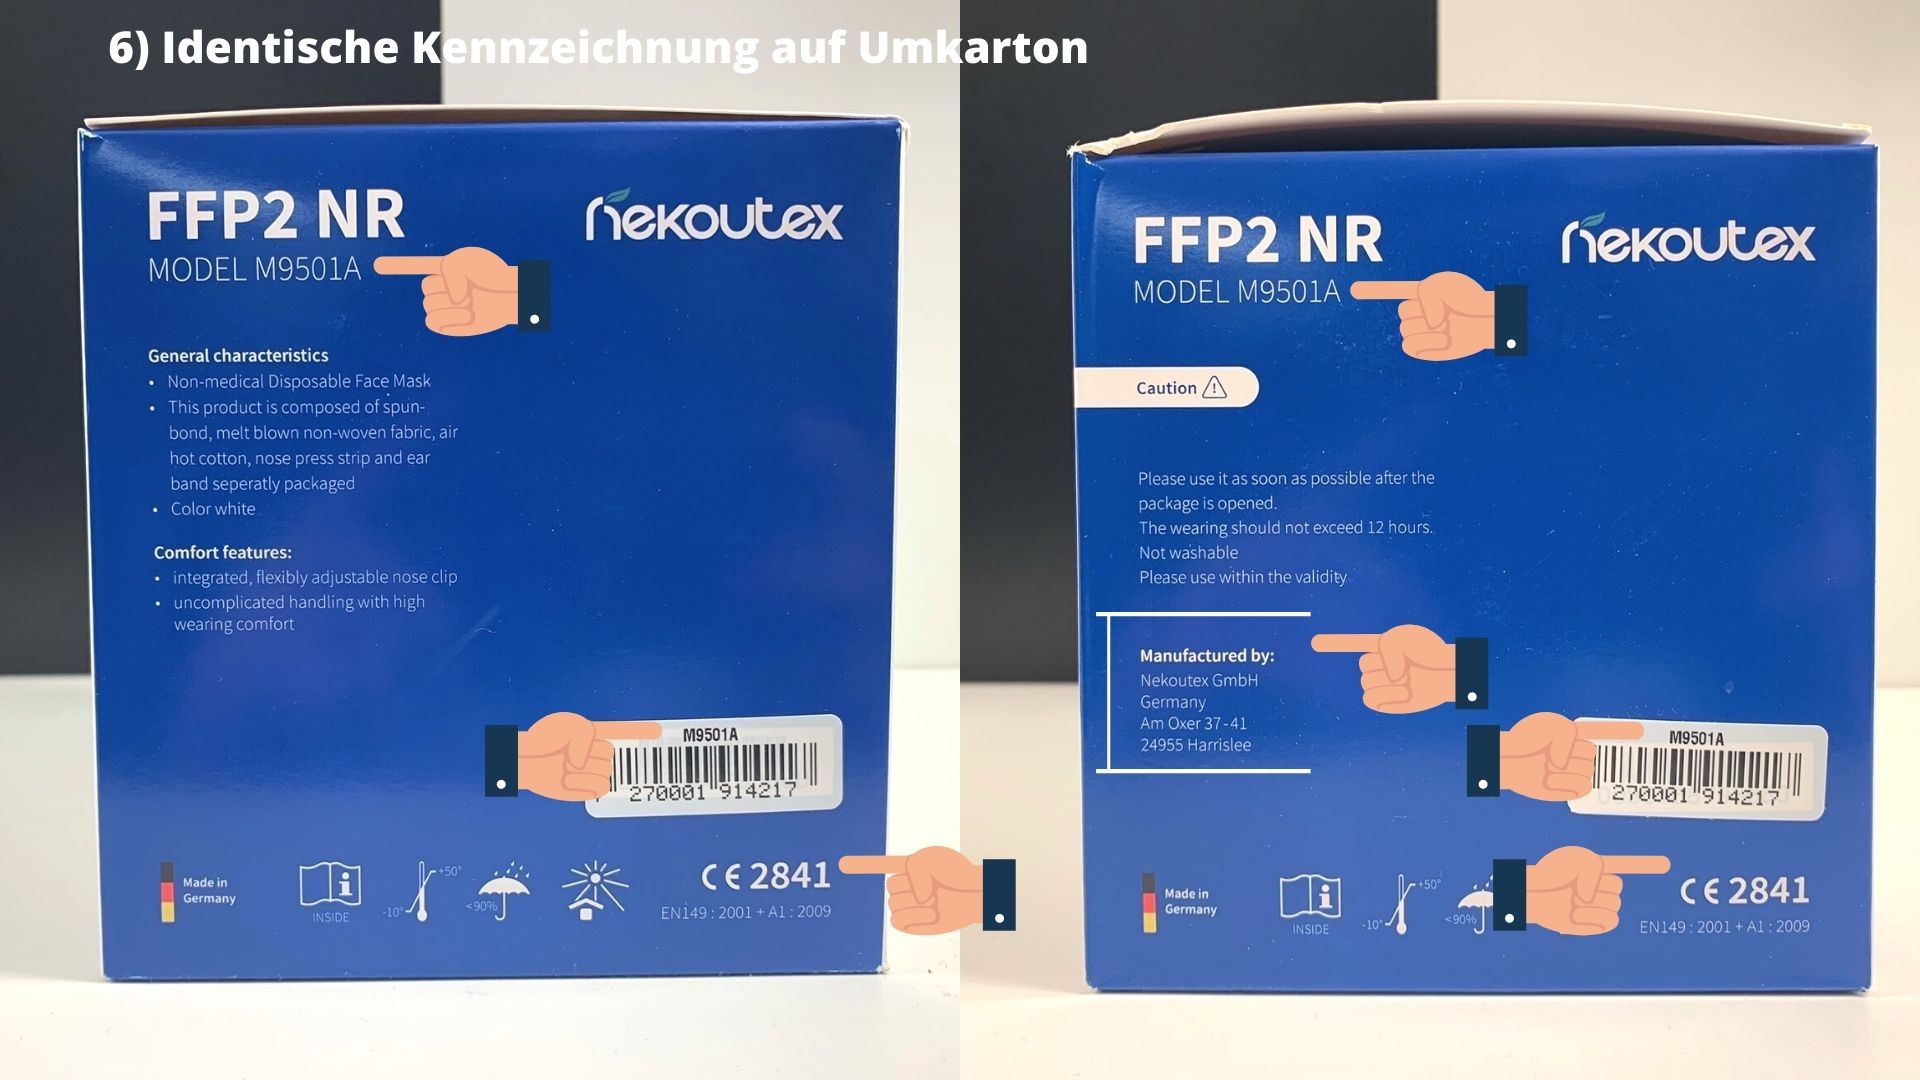 6) Identische Kennzeichnung auf Umkarton
FFP2 NR
nekoutex
MODEL M9501A
General characteristics
• Non-medical Disposable Face Mask
• This product is composed of spun-
bond, melt blown non-woven fabric, air
hot cotton, nose press strip and ear
band seperatly packaged
• Color white
Comfort features:
• integrated, flexibly adjustable nose clip
• uncomplicated handling with high
wearing comfort
M9501A
270001 914217
Made in
Germany
INSIDE
-10°
+50°
<90%
CE 2841
EN149 : 2001 + A1 : 2009
FFP2 NR
nekoutex
MODEL M9501A
Caution
Please use it as soon as possible after the
package is opened.
The wearing should not exceed 12 hours.
Not washable
Please use within the validity
Manufactured by:
Nekoutex GmbH
Germany
Am Oxer 37-41
24955 Harrislee
M9501A
270001 914217
Made in
Germany
INSIDE
-10°
+50°
<90%
CE 2841
EN149 : 2001 + A1 : 2009